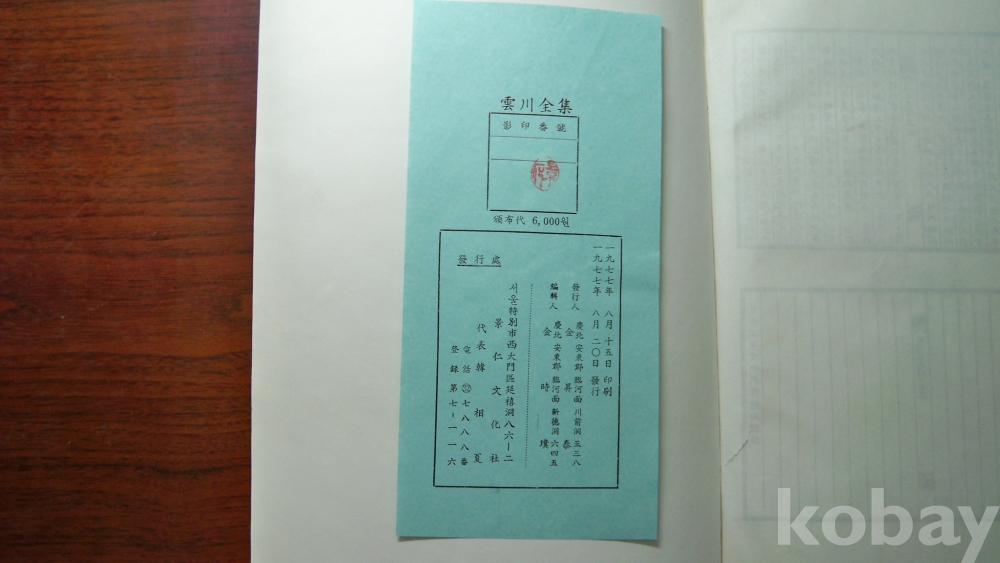 雲川全集
影印番號
頒布代 6,000원
一九七七年 八月 十五日 印刷
一九七七年 八月 二〇日 發行
發行人 慶北 安東郡 臨河面 川前洞 三三八
金昇泰
編輯人 慶北 安東郡 臨河面 新德洞 六四五
金時璞
發行處
서울特別市西大門區延禧洞八六ー二
景仁文化社
代表 韓相夏
電話 七八八八番
登錄第七ー一一六
kobay